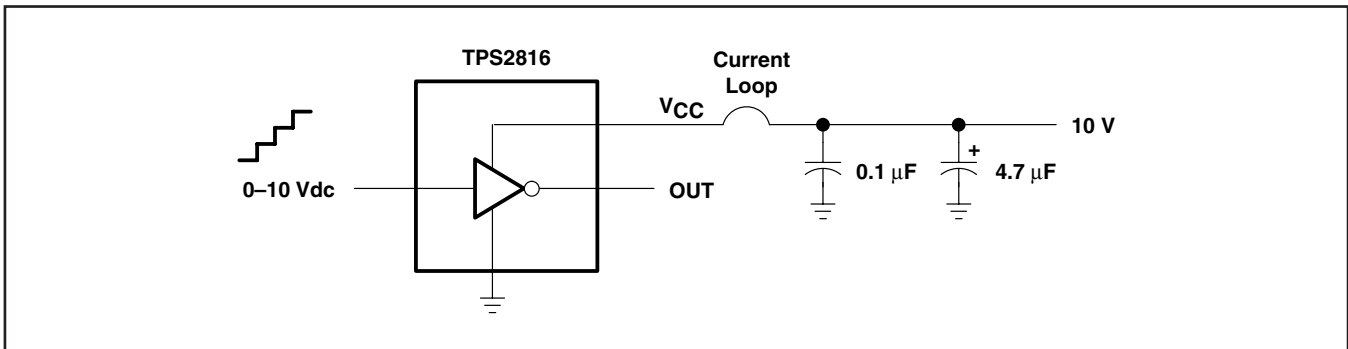 TPS2816
Current
Loop
VCC
10 V
+
0.1 μF
4.7 μF
0–10 Vdc
OUT